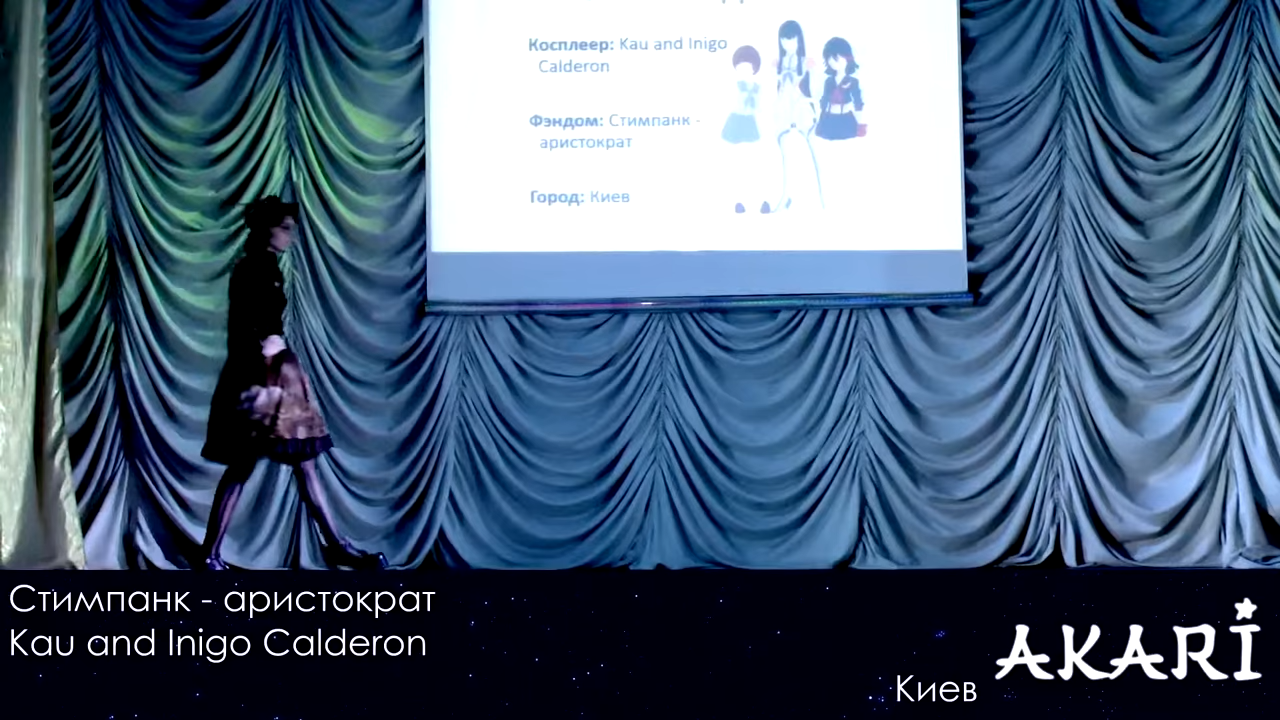 Косплеер: Kau and Inigo
Calderon
Фэндом: Стимпанк -
аристократ
Город: Киев
Стимпанк - аристократ
Kau and Inigo Calderon
Киев
AKARI